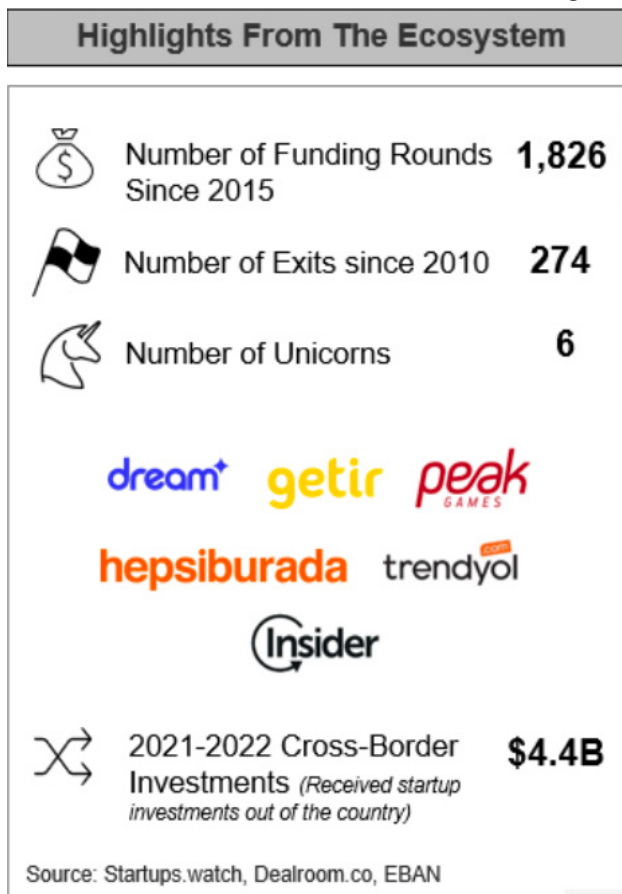 Highlights From The Ecosystem
$
Number of Funding Rounds 1,826
Since 2015
Number of Exits since 2010 274
Number of Unicorns 6
dream getir peak
GAMES
hepsiburada trendyol
.com
Insider
2021-2022 Cross-Border $4.4B
Investments (Received startup
investments out of the country)
Source: Startups.watch, Dealroom.co, EBAN